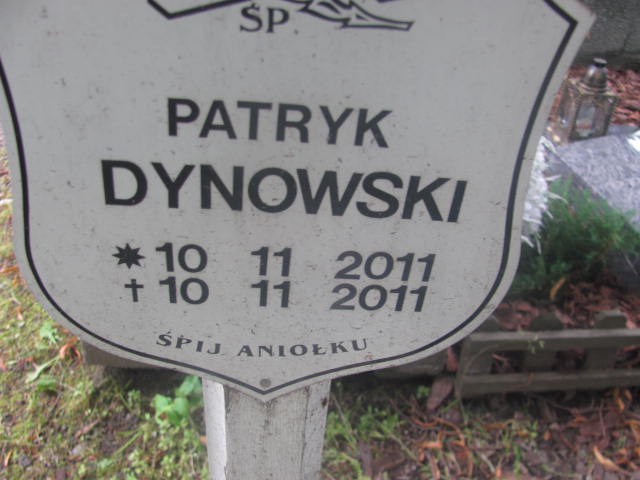 ŚP
PATRYK
DYNOWSKI
* 10 11 2011
† 10 11 2011
ŚPIJ ANIOŁKU